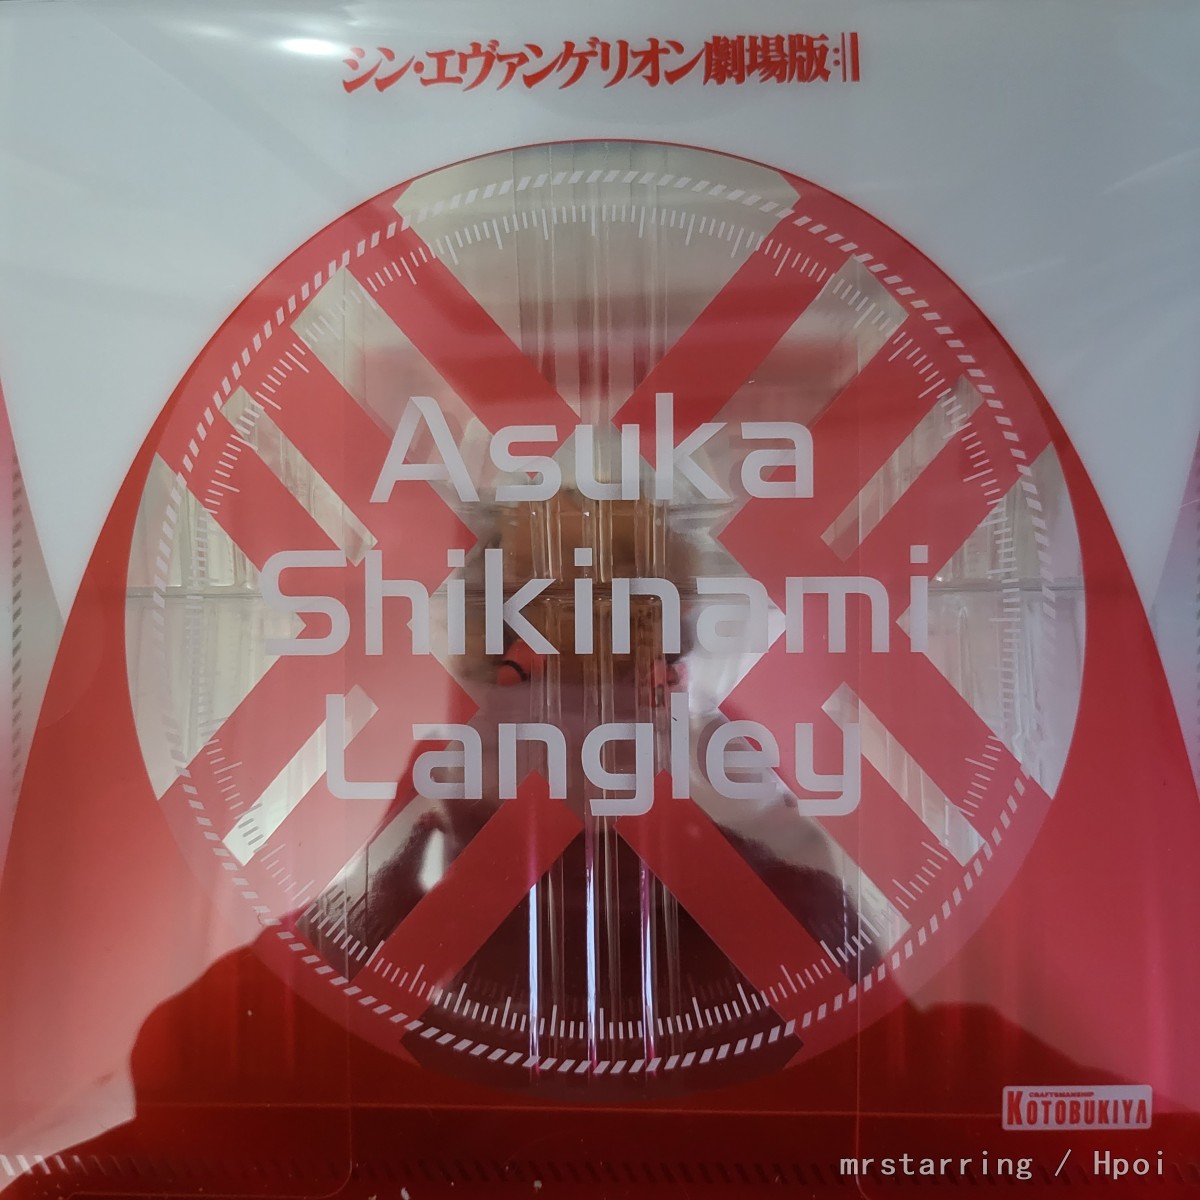 シン・エヴァンゲリオン劇場版:||
Asuka
Shikinami
Langley
CRAFTSMANSHIP
KOTOBUKIYA
mrstarring / Hpoi